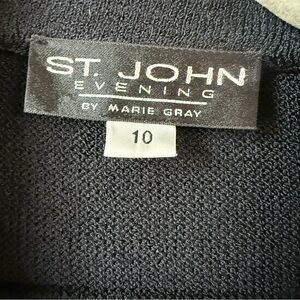 ST. JOHN
EVENING
BY MARIE GRAY
10